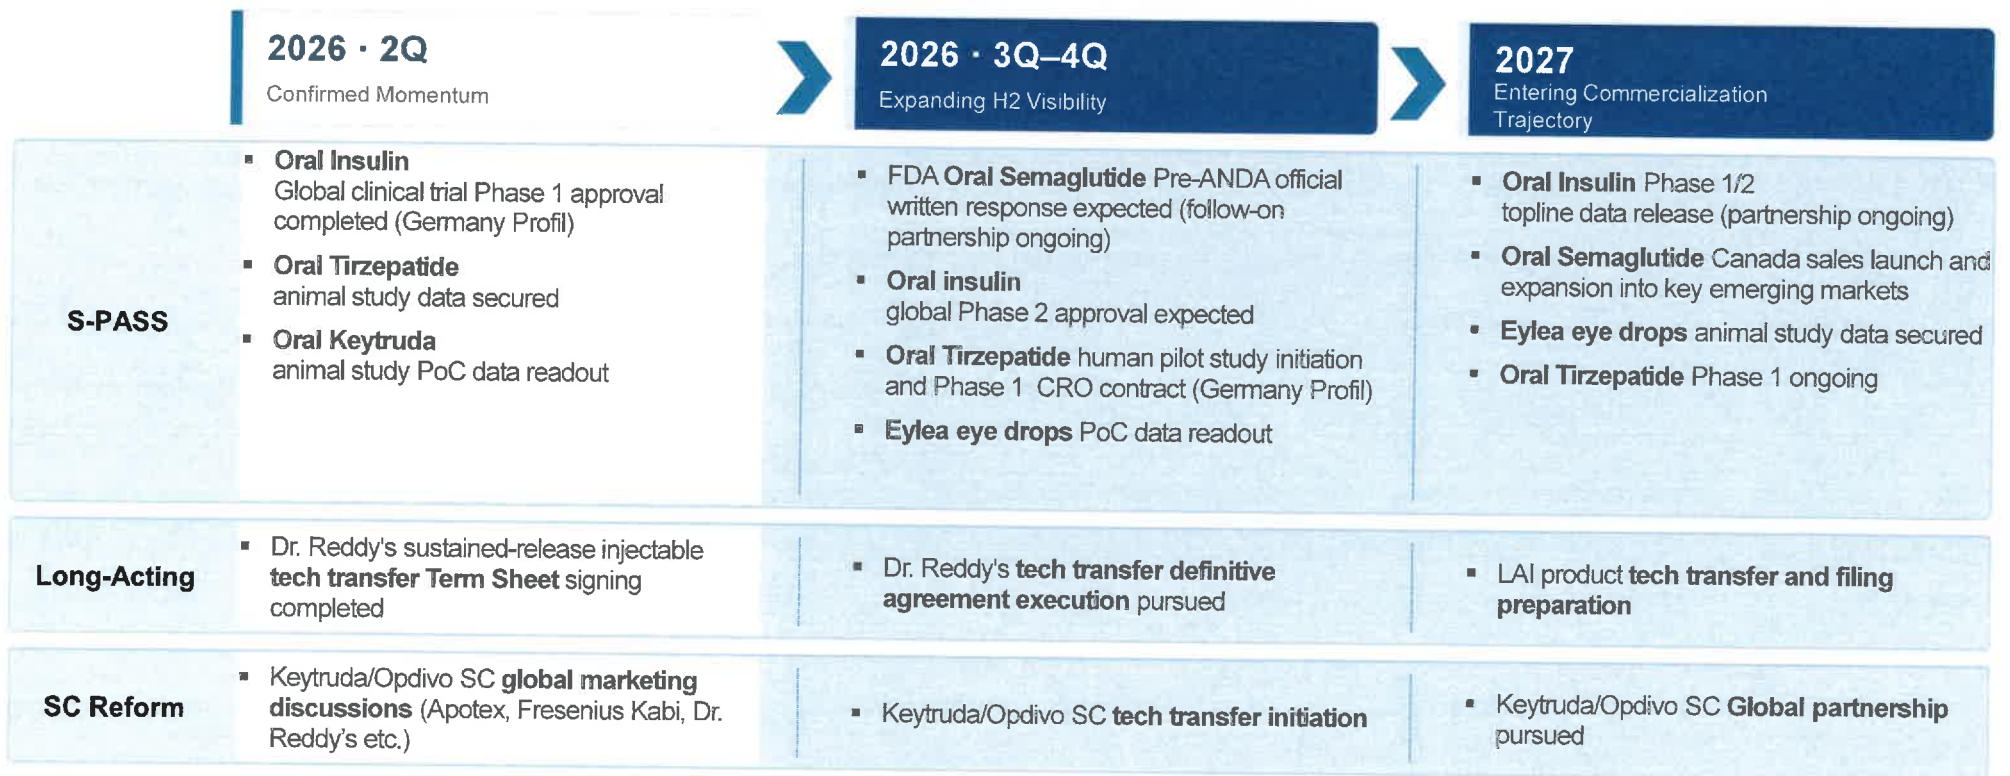 2026 · 2Q
Confirmed Momentum
2026 · 3Q–4Q
Expanding H2 Visibility
2027
Entering Commercialization
Trajectory
S-PASS
▪ Oral Insulin
Global clinical trial Phase 1 approval
completed (Germany Profil)
▪ Oral Tirzepatide
animal study data secured
▪ Oral Keytruda
animal study PoC data readout
▪ FDA Oral Semaglutide Pre-ANDA official
written response expected (follow-on
partnership ongoing)
▪ Oral insulin
global Phase 2 approval expected
▪ Oral Tirzepatide human pilot study initiation
and Phase 1 CRO contract (Germany Profil)
▪ Eylea eye drops PoC data readout
▪ Oral Insulin Phase 1/2
topline data release (partnership ongoing)
▪ Oral Semaglutide Canada sales launch and
expansion into key emerging markets
▪ Eylea eye drops animal study data secured
▪ Oral Tirzepatide Phase 1 ongoing
Long-Acting
▪ Dr. Reddy's sustained-release injectable
tech transfer Term Sheet signing
completed
▪ Dr. Reddy's tech transfer definitive
agreement execution pursued
▪ LAI product tech transfer and filing
preparation
SC Reform
▪ Keytruda/Opdivo SC global marketing
discussions (Apotex, Fresenius Kabi, Dr.
Reddy's etc.)
▪ Keytruda/Opdivo SC tech transfer initiation
▪ Keytruda/Opdivo SC Global partnership
pursued